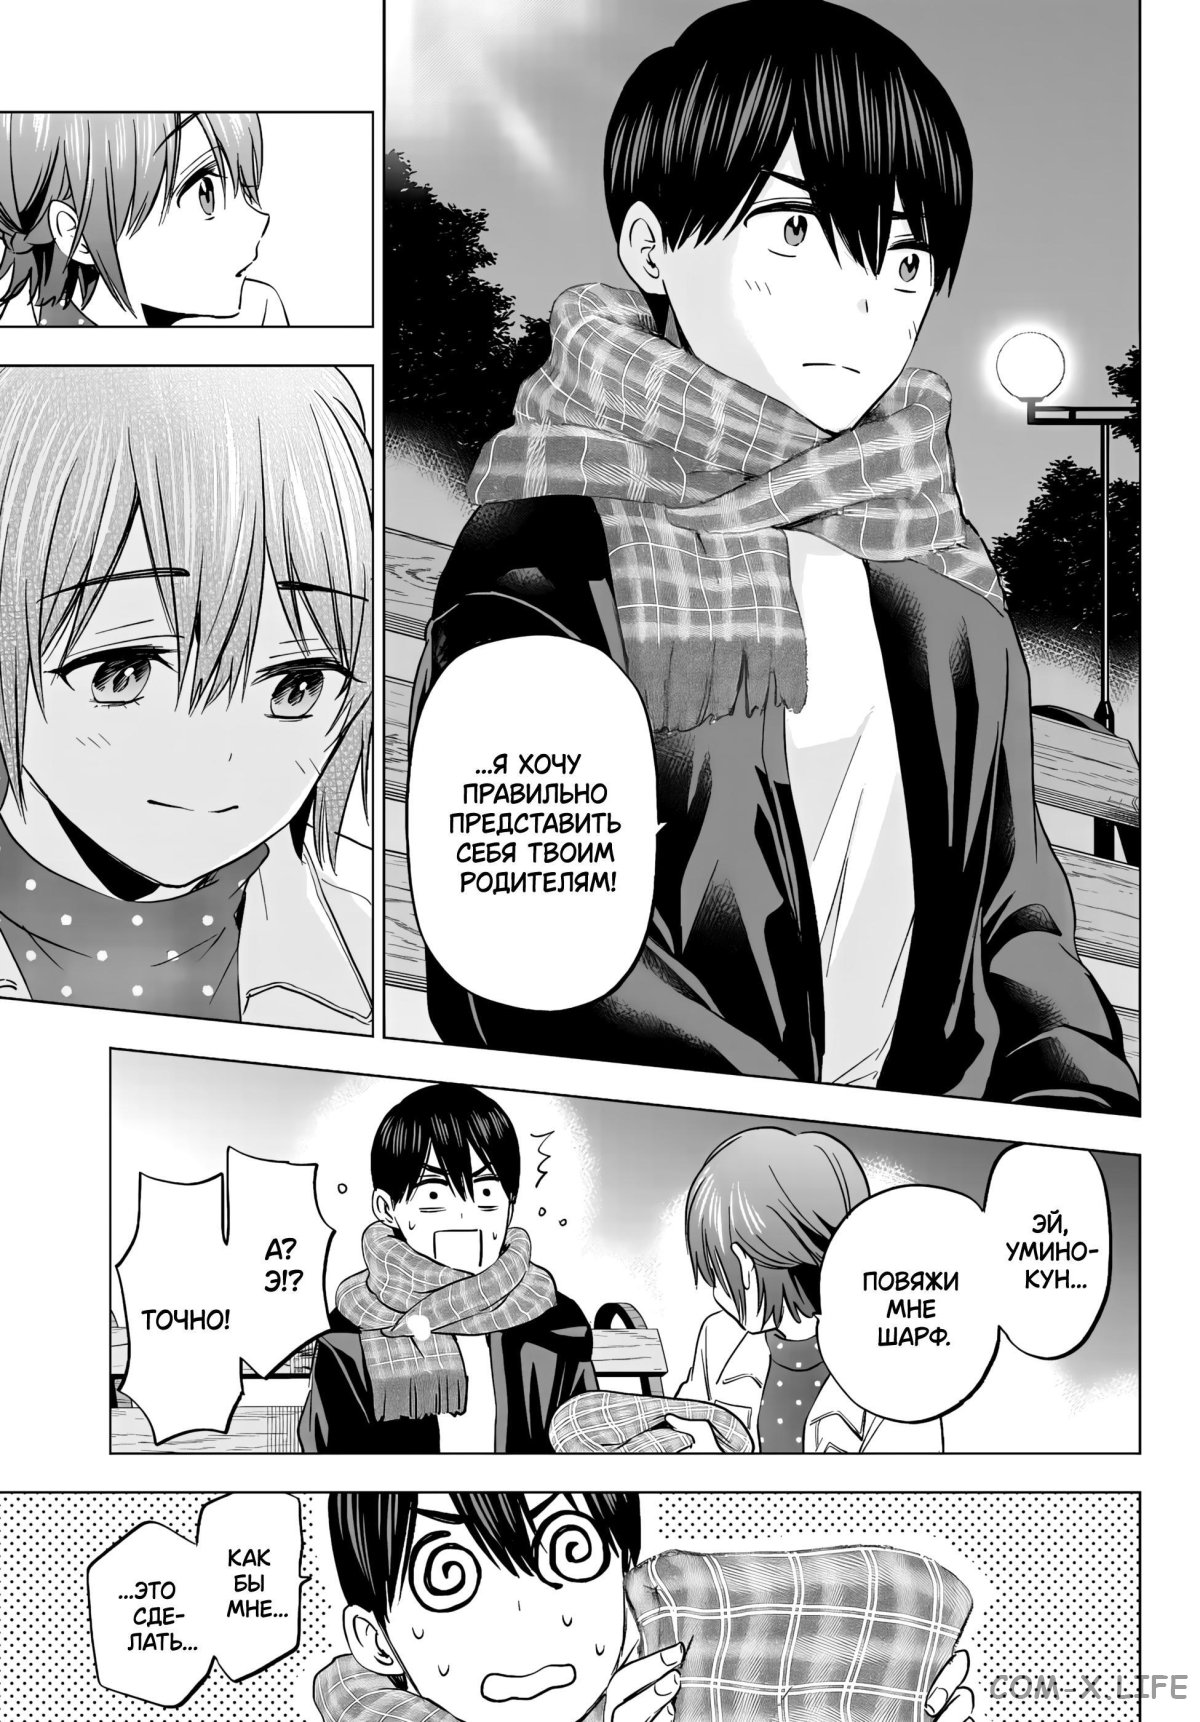 ...Я ХОЧУ
ПРАВИЛЬНО
ПРЕДСТАВИТЬ
СЕБЯ ТВОИМ
РОДИТЕЛЯМ!
ЭЙ,
УМИНО-
КУН...
ПОВЯЖИ
МНЕ
ШАРФ.
А?
Э!?
ТОЧНО!
КАК
БЫ
МНЕ...
...ЭТО
СДЕ-
ЛАТЬ...
COM-X.LIFE